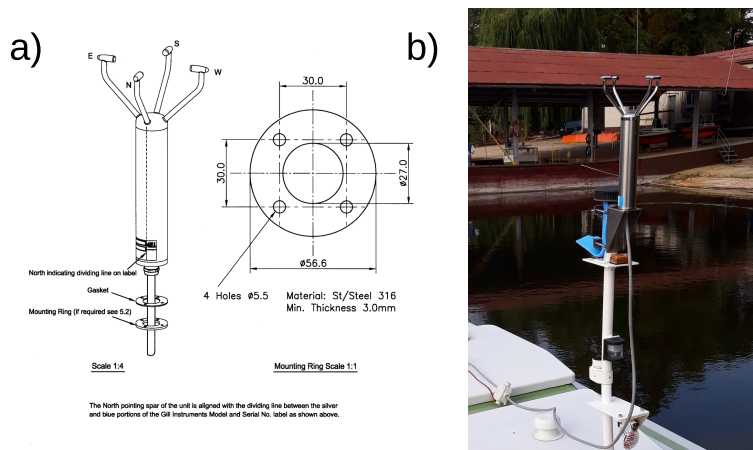 a)
b)
E
S
N
W
30.0
30.0
ø27.0
ø56.6
North indicating dividing line on label
Gasket
Mounting Ring (if required see 5.2)
4 Holes ø5.5
Material: St/Steel 316
Min. Thickness 3.0mm
Scale 1:4
Mounting Ring Scale 1:1
The North pointing spar of the unit is aligned with the dividing line between the silver
and blue portions of the Gill Instruments Model and Serial No. label as shown above.